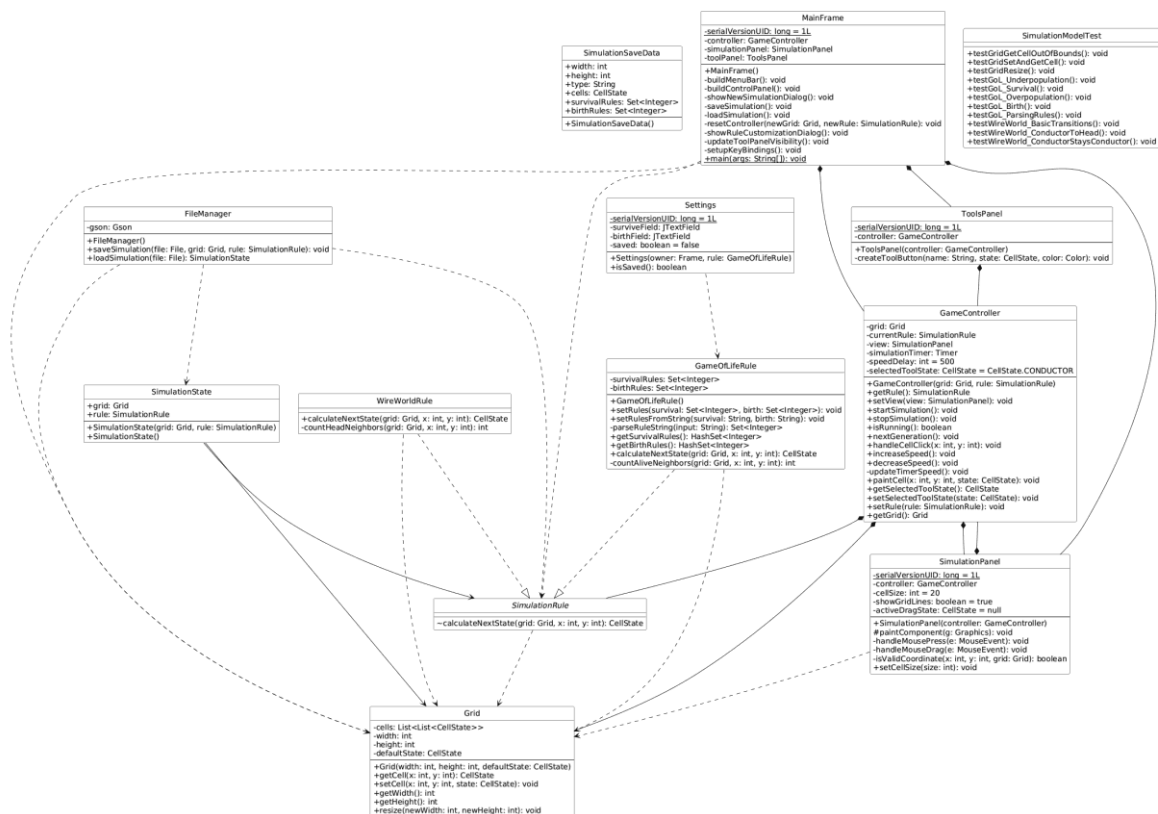 MainFrame
-serialVersionUID: long = 1L
-controller: GameController
-simulationPanel: SimulationPanel
-toolPanel: ToolsPanel
+MainFrame()
-buildMenuBar(): void
-buildControlPanel(): void
-showNewSimulationDialog(): void
-saveSimulation(): void
-loadSimulation(): void
-resetController(newGrid: Grid, newRule: SimulationRule): void
-showRuleCustomizationDialog(): void
-updateToolPanelVisibility(): void
-setupKeyBindings(): void
+main(args: String[]): void
SimulationSaveData
+width: int
+height: int
+type: String
+cells: CellState
+survivalRules: Set<Integer>
+birthRules: Set<Integer>
+SimulationSaveData()
SimulationModelTest
+testGridGetCellOutOfBounds(): void
+testGridSetAndGetCell(): void
+testGridResize(): void
+testGoL_Underpopulation(): void
+testGoL_Survival(): void
+testGoL_Overpopulation(): void
+testGoL_Birth(): void
+testGoL_ParsingRules(): void
+testWireWorld_BasicTransitions(): void
+testWireWorld_ConductorToHead(): void
+testWireWorld_ConductorStaysConductor(): void
FileManager
-gson: Gson
+FileManager()
+saveSimulation(file: File, grid: Grid, rule: SimulationRule): void
+loadSimulation(file: File): SimulationState
Settings
-serialVersionUID: long = 1L
-surviveField: JTextField
-birthField: JTextField
-saved: boolean = false
+Settings(owner: Frame, rule: GameOfLifeRule)
+isSaved(): boolean
ToolsPanel
-serialVersionUID: long = 1L
-controller: GameController
+ToolsPanel(controller: GameController)
-createToolButton(name: String, state: CellState, color: Color): void
GameController
-grid: Grid
-currentRule: SimulationRule
-view: SimulationPanel
-simulationTimer: Timer
-speedDelay: int = 500
-selectedToolState: CellState = CellState.CONDUCTOR
+GameController(grid: Grid, rule: SimulationRule)
+getRule(): SimulationRule
+setView(view: SimulationPanel): void
+startSimulation(): void
+stopSimulation(): void
+isRunning(): boolean
+nextGeneration(): void
+handleCellClick(x: int, y: int): void
+increaseSpeed(): void
+decreaseSpeed(): void
-updateTimerSpeed(): void
+paintCell(x: int, y: int, state: CellState): void
+getSelectedToolState(): CellState
+setSelectedToolState(state: CellState): void
+setRule(rule: SimulationRule): void
+getGrid(): Grid
SimulationState
+grid: Grid
+rule: SimulationRule
+SimulationState(grid: Grid, rule: SimulationRule)
+SimulationState()
WireWorldRule
+calculateNextState(grid: Grid, x: int, y: int): CellState
-countHeadNeighbors(grid: Grid, x: int, y: int): int
GameOfLifeRule
-survivalRules: Set<Integer>
-birthRules: Set<Integer>
+GameOfLifeRule()
+setRules(survival: Set<Integer>, birth: Set<Integer>): void
+setRulesFromString(survival: String, birth: String): void
-parseRuleString(input: String): Set<Integer>
+getSurvivalRules(): HashSet<Integer>
+getBirthRules(): HashSet<Integer>
+calculateNextState(grid: Grid, x: int, y: int): CellState
-countAliveNeighbors(grid: Grid, x: int, y: int): int
SimulationPanel
-serialVersionUID: long = 1L
-controller: GameController
-cellSize: int = 20
-showGridLines: boolean = true
-activeDragState: CellState = null
+SimulationPanel(controller: GameController)
#paintComponent(g: Graphics): void
-handleMousePress(e: MouseEvent): void
-handleMouseDrag(e: MouseEvent): void
-isValidCoordinate(x: int, y: int, grid: Grid): boolean
+setCellSize(size: int): void
SimulationRule
~calculateNextState(grid: Grid, x: int, y: int): CellState
Grid
-cells: List<List<CellState>>
-width: int
-height: int
-defaultState: CellState
+Grid(width: int, height: int, defaultState: CellState)
+getCell(x: int, y: int): CellState
+setCell(x: int, y: int, state: CellState): void
+getWidth(): int
+getHeight(): int
+resize(newWidth: int, newHeight: int): void